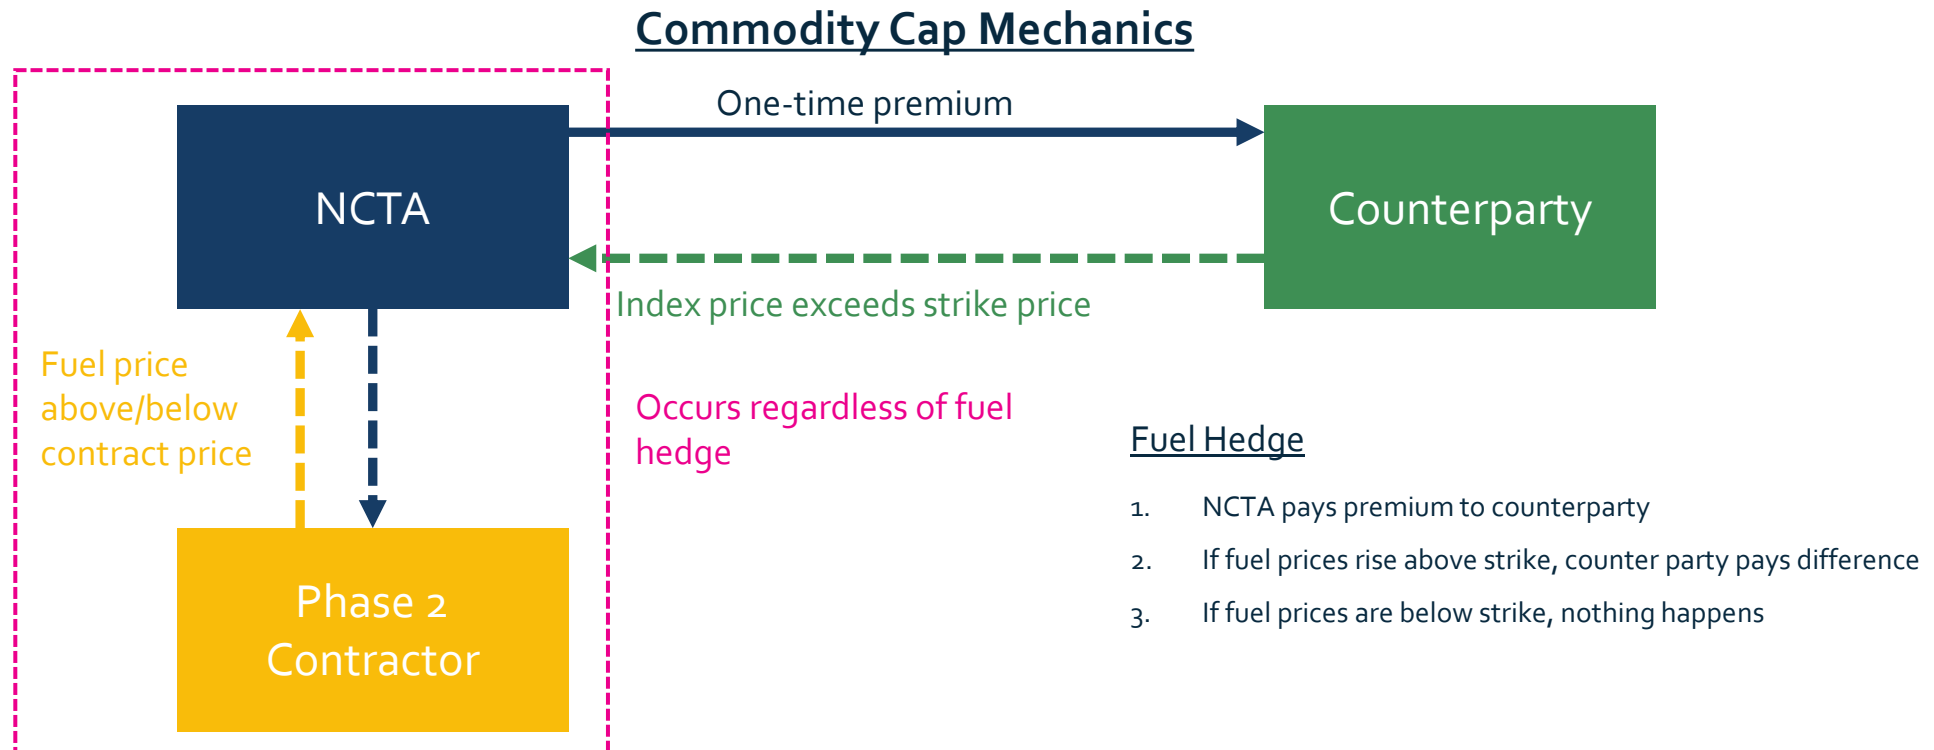 Commodity Cap Mechanics
One-time premium
NCTA
Counterparty
Index price exceeds strike price
Fuel price
above/below
contract price
Occurs regardless of fuel
hedge
Phase 2
Contractor
Fuel Hedge
1. NCTA pays premium to counterparty
2. If fuel prices rise above strike, counter party pays difference
3. If fuel prices are below strike, nothing happens